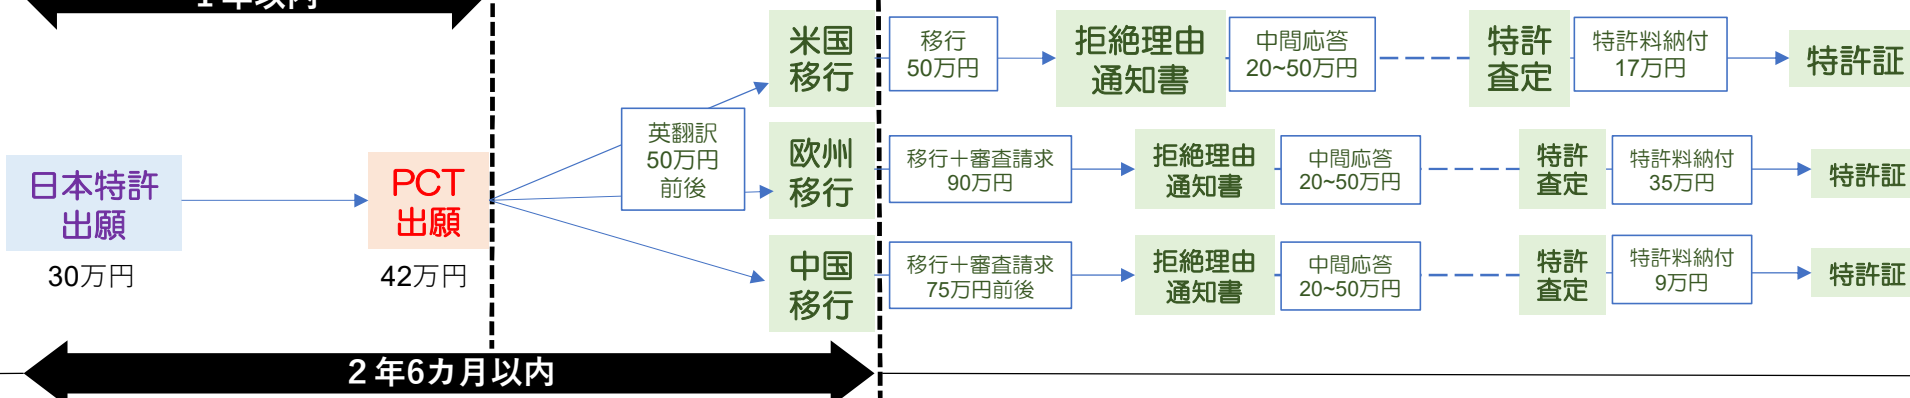 1年以内
米国
移行
移行
50万円
拒絶理由
通知書
中間応答
20~50万円
特許
査定
特許料納付
17万円
特許証
英翻訳
50万円
前後
欧州
移行
移行＋審査請求
90万円
拒絶理由
通知書
中間応答
20~50万円
特許
査定
特許料納付
35万円
特許証
日本特許
出願
30万円
PCT
出願
42万円
中国
移行
移行＋審査請求
75万円前後
拒絶理由
通知書
中間応答
20~50万円
特許
査定
特許料納付
9万円
特許証
２年6カ月以内